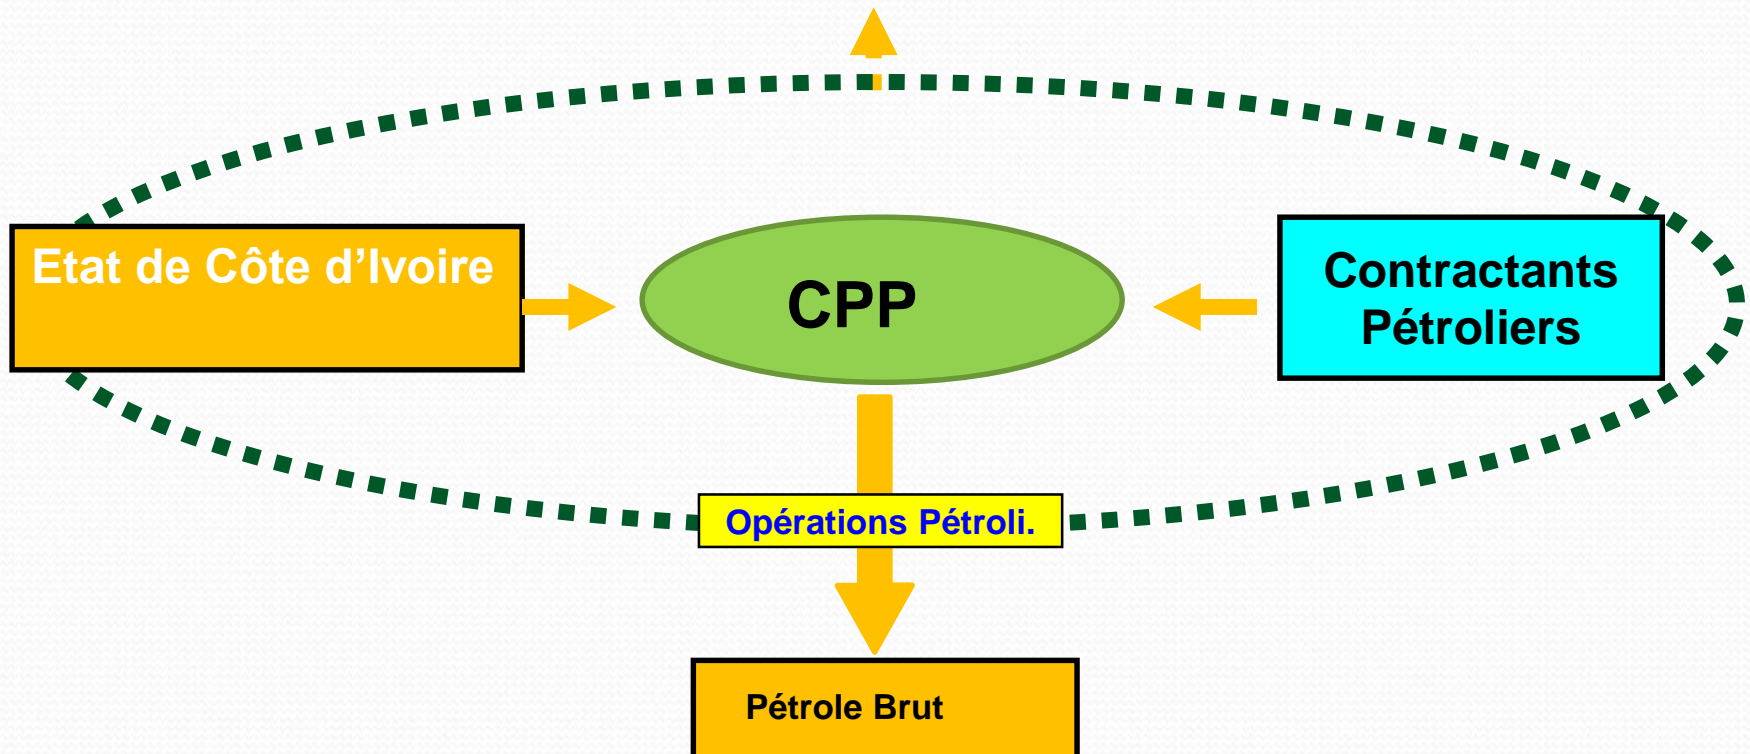 Etat de Côte d’Ivoire
CPP
Contractants
Pétroliers
Opérations Pétroli.
Pétrole Brut